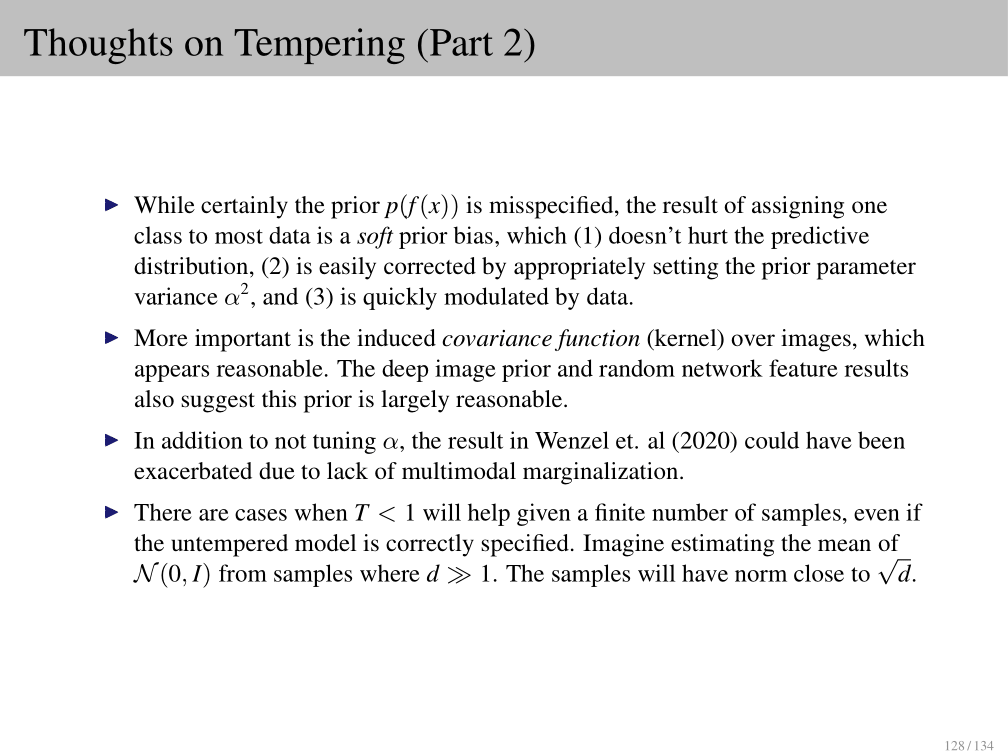 Thoughts on Tempering (Part 2)
▶ While certainly the prior p(f(x)) is misspecified, the result of assigning one
class to most data is a soft prior bias, which (1) doesn’t hurt the predictive
distribution, (2) is easily corrected by appropriately setting the prior parameter
variance α², and (3) is quickly modulated by data.
▶ More important is the induced covariance function (kernel) over images, which
appears reasonable. The deep image prior and random network feature results
also suggest this prior is largely reasonable.
▶ In addition to not tuning α, the result in Wenzel et. al (2020) could have been
exacerbated due to lack of multimodal marginalization.
▶ There are cases when T < 1 will help given a finite number of samples, even if
the untempered model is correctly specified. Imagine estimating the mean of
𝒩(0, I) from samples where d ≫ 1. The samples will have norm close to √d.
128 / 134